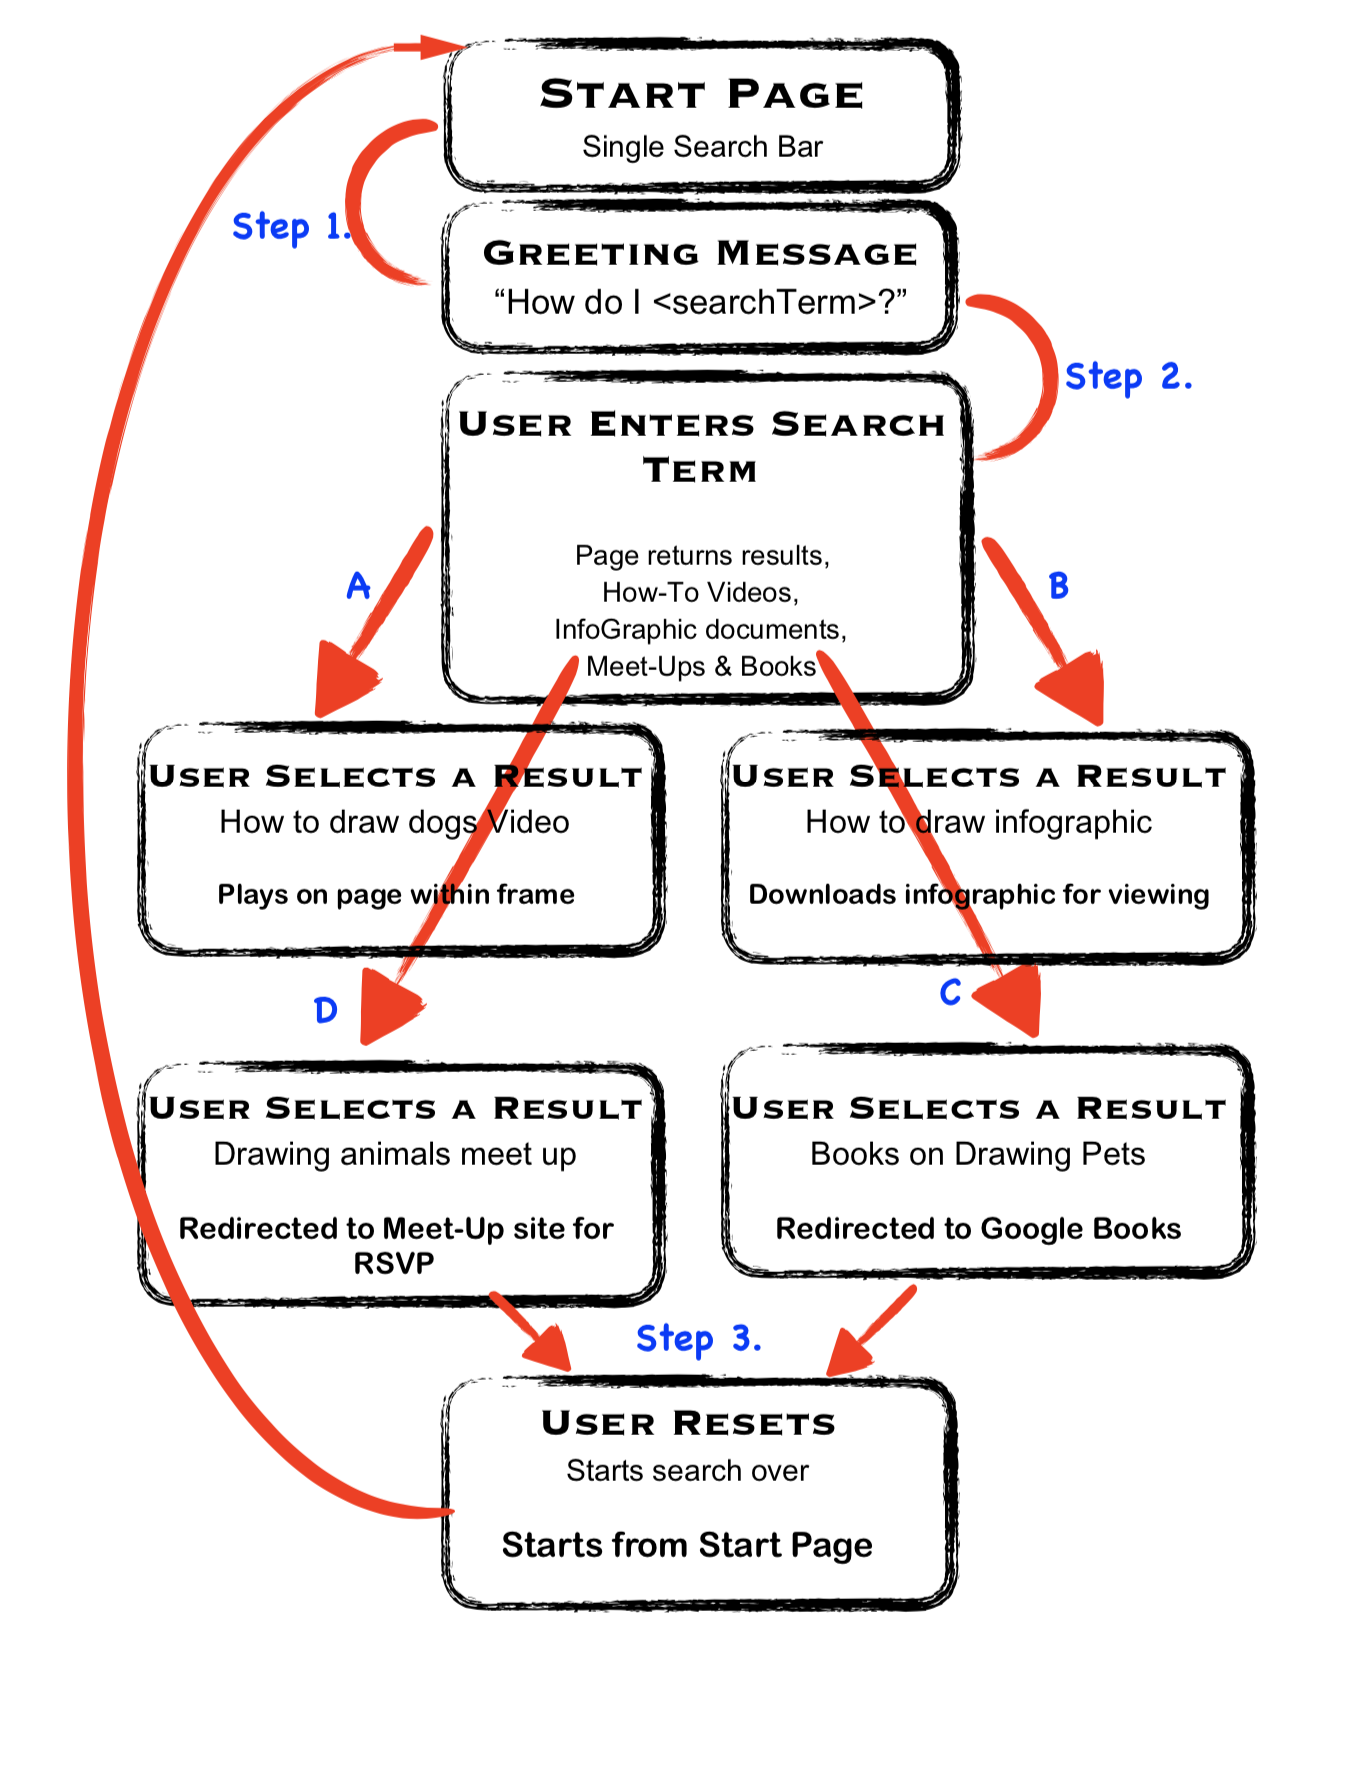 Start Page
Single Search Bar
Step 1.
Greeting Message
“How do I <searchTerm>?”
Step 2.
User Enters Search
Term
Page returns results,
How-To Videos,
InfoGraphic documents,
Meet-Ups & Books
A
B
User Selects a Result
How to draw dogs Video
Plays on page within frame
User Selects a Result
How to draw infographic
Downloads infographic for viewing
D
C
User Selects a Result
Drawing animals meet up
Redirected to Meet-Up site for
RSVP
User Selects a Result
Books on Drawing Pets
Redirected to Google Books
Step 3.
User Resets
Starts search over
Starts from Start Page